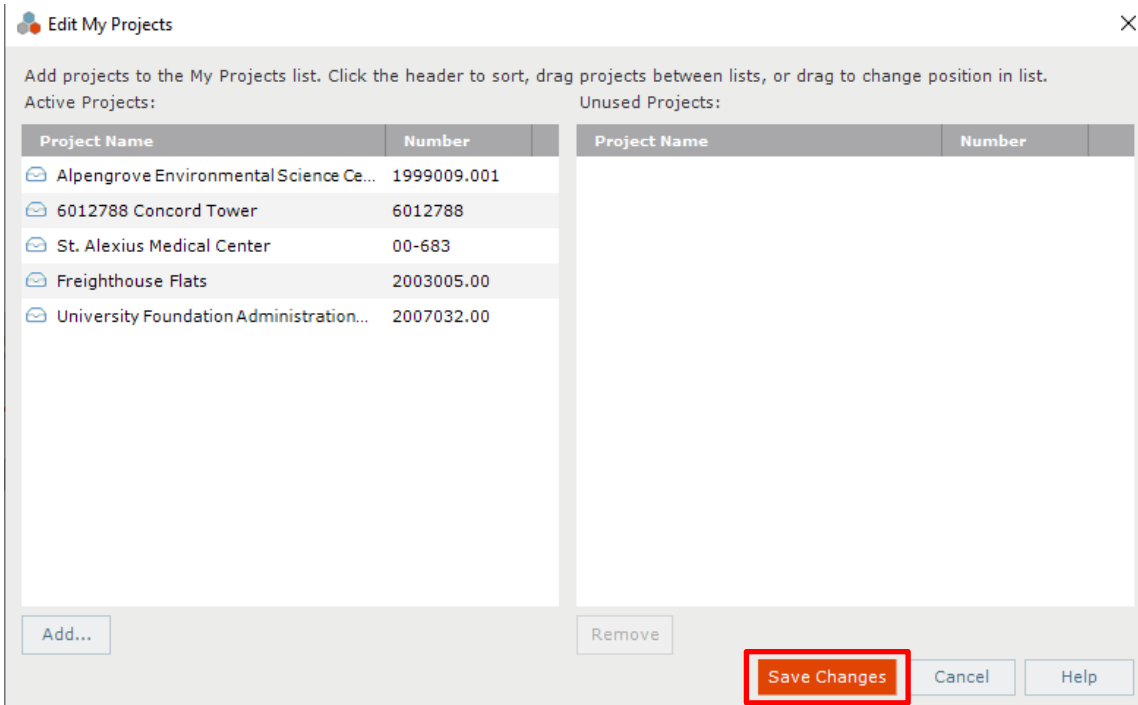 Edit My Projects
Add projects to the My Projects list. Click the header to sort, drag projects between lists, or drag to change position in list.
Active Projects:
Unused Projects:
Project Name Number
Project Name Number
Alpengrove Environmental Science Ce... 1999009.001
6012788 Concord Tower 6012788
St. Alexius Medical Center 00-683
Freighthouse Flats 2003005.00
University Foundation Administration... 2007032.00
Add...
Remove
Save Changes Cancel Help